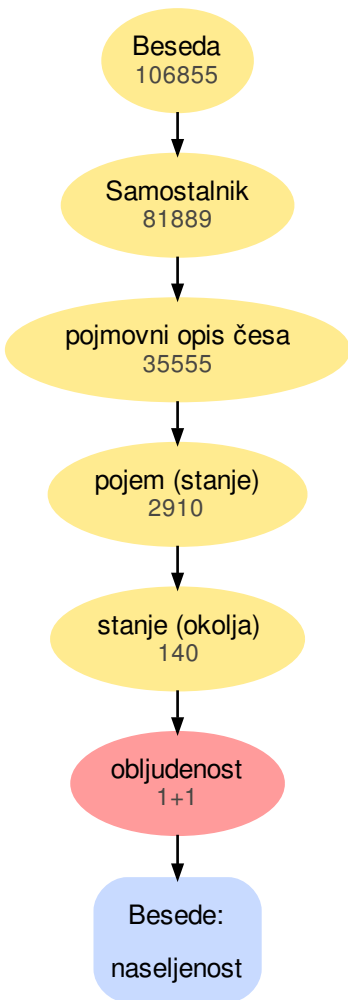 Beseda
106855
Samostalnik
81889
pojmovni opis česa
35555
pojem (stanje)
2910
stanje (okolja)
140
obljudenost
1+1
Besede:
naseljenost